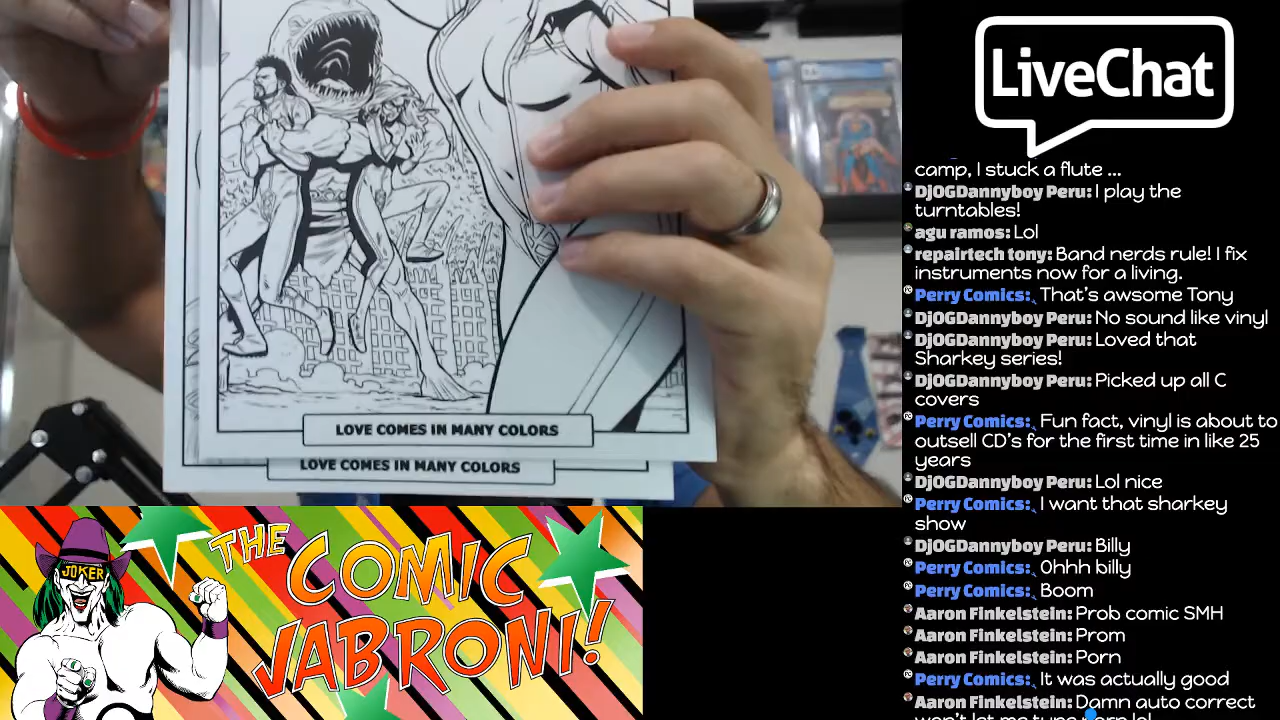 LOVE COMES IN MANY COLORS
LOVE COMES IN MANY COLORS
THE
COMIC
JABRONI!
JOKER
LiveChat
camp, I stuck a flute ...
DjOGDannyboy Peru: I play the
turntables!
agu ramos: Lol
repairtech tony: Band nerds rule! I fix
instruments now for a living.
Perry Comics: That's awsome Tony
DjOGDannyboy Peru: No sound like vinyl
DjOGDannyboy Peru: Loved that
Sharkey series!
DjOGDannyboy Peru: Picked up all C
covers
Perry Comics: Fun fact, vinyl is about to
outsell CD's for the first time in like 25
years
DjOGDannyboy Peru: Lol nice
Perry Comics: I want that sharkey
show
DjOGDannyboy Peru: Billy
Perry Comics: Ohhh billy
Perry Comics: Boom
Aaron Finkelstein: Prob comic SMH
Aaron Finkelstein: Prom
Aaron Finkelstein: Porn
Perry Comics: It was actually good
Aaron Finkelstein: Damn auto correct
won't let me type porn lol